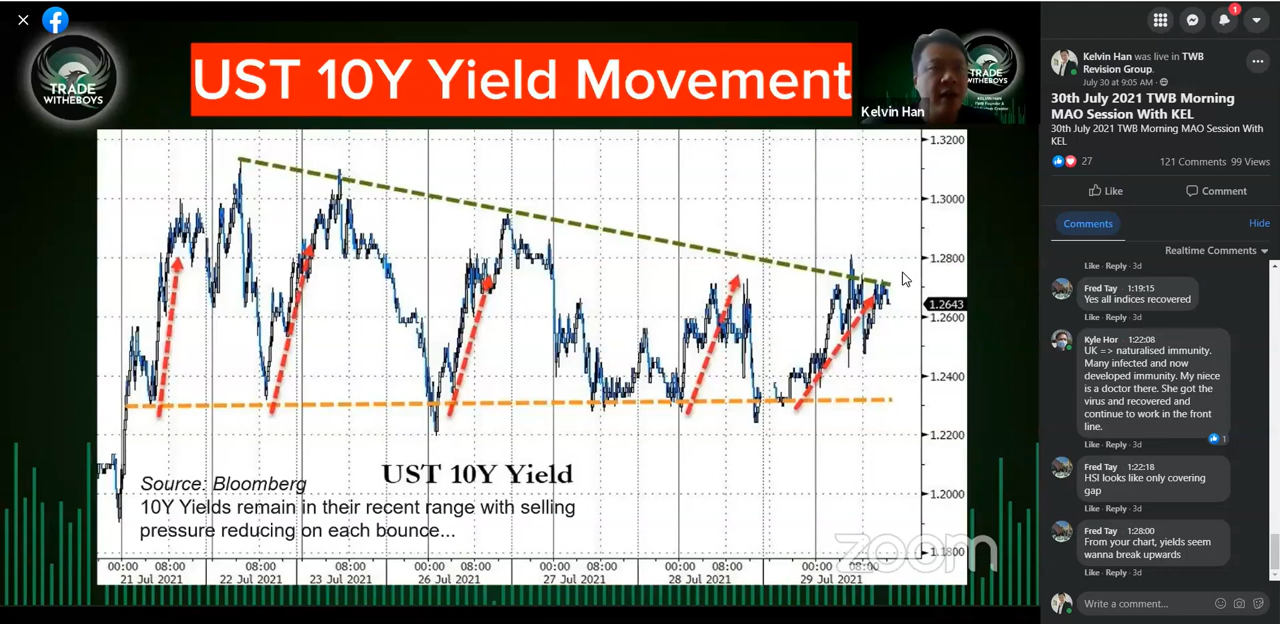 UST 10Y Yield Movement
TRADE
WITHEBOYS
TRADE
WITHEBOYS
KELVIN HAN
Kelvin Han
1.3200
1.3000
1.2800
1.2643
1.2600
1.2400
1.2200
1.2000
1.1800
UST 10Y Yield
Source: Bloomberg
10Y Yields remain in their recent range with selling
pressure reducing on each bounce...
zoom
00:00 08:00 00:00 08:00 00:00 08:00 00:00 08:00 00:00 08:00 00:00 08:00 00:00 08:00
21 Jul 2021 22 Jul 2021 23 Jul 2021 26 Jul 2021 27 Jul 2021 28 Jul 2021 29 Jul 2021
1
Kelvin Han was live in TWB
Revision Group.
July 30 at 9:05 AM
30th July 2021 TWB Morning
MAO Session With KEL
30th July 2021 TWB Morning MAO Session With
KEL
27
121 Comments 99 Views
Like Comment
Comments Hide
Realtime Comments
Like · Reply · 3d
Fred Tay 1:19:15
Yes all indices recovered
Like · Reply · 3d
Kyle Hor 1:22:08
UK => naturalised immunity.
Many infected and now
developed immunity. My niece
is a doctor there. She got the
virus and recovered and
continue to work in the front
line.
1
Like · Reply · 3d
Fred Tay 1:22:18
HSI looks like only covering
gap
Like · Reply · 3d
Fred Tay 1:28:00
From your chart, yields seem
wanna break upwards
Like · Reply · 3d
Write a comment...